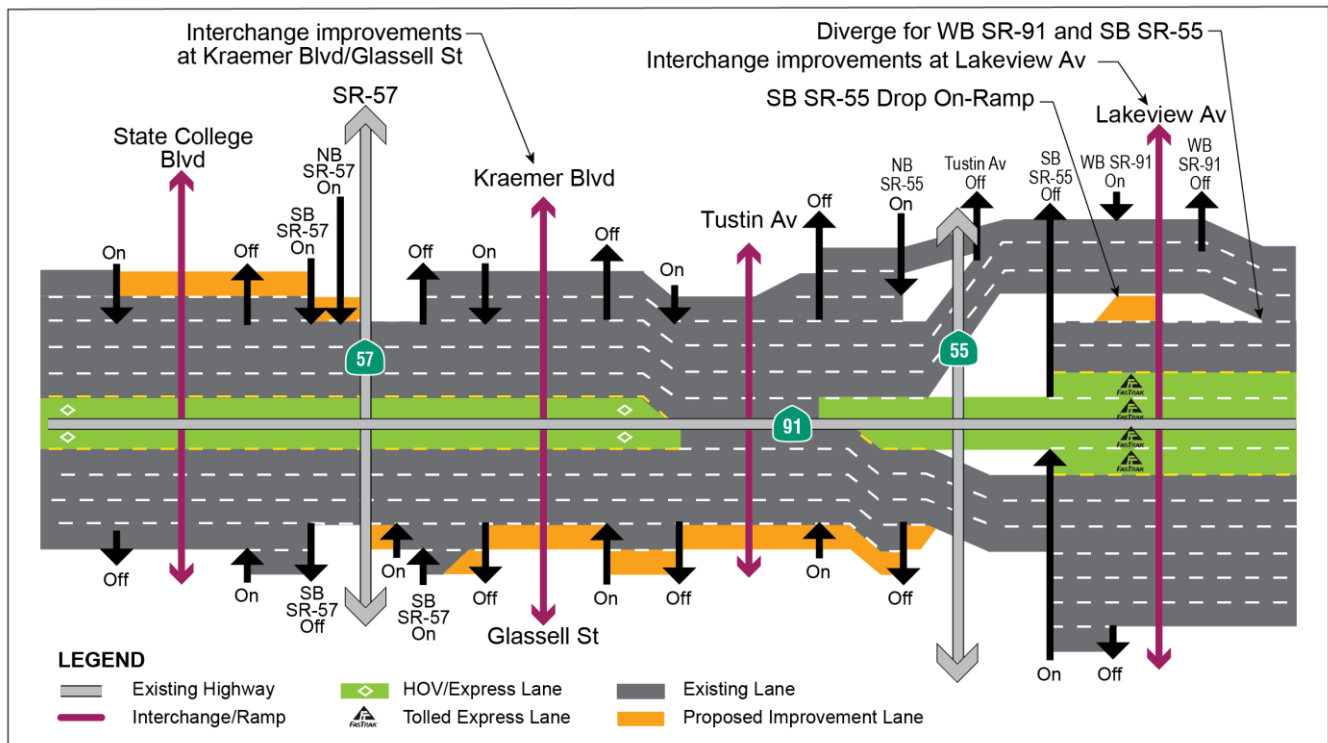 Interchange improvements
at Kraemer Blvd/Glassell St
Diverge for WB SR-91 and SB SR-55
Interchange improvements at Lakeview Av
SB SR-55 Drop On-Ramp
SR-57
Lakeview Av
State College
Blvd
NB
SR-57
On
SB
SR-57
On
Kraemer Blvd
Tustin Av
NB
SR-55
On
Tustin Av
Off
SB
SR-55
Off
WB SR-91
On
WB
SR-91
Off
On
Off
Off
On
Off
On
Off
57
55
91
FASTRAK
FASTRAK
FASTRAK
FASTRAK
Off
On
SB
SR-57
Off
On
SB
SR-57
On
Off
On
Off
On
Off
On
Off
Glassell St
LEGEND
Existing Highway
HOV/Express Lane
Existing Lane
Interchange/Ramp
FASTRAK
Tolled Express Lane
Proposed Improvement Lane